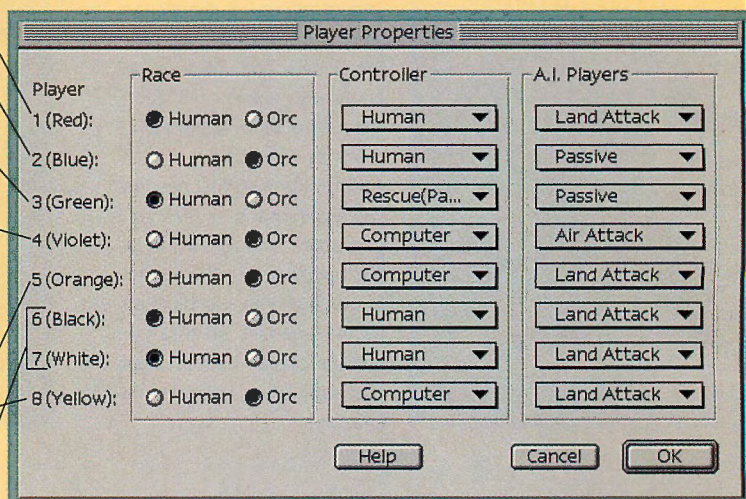 Player Properties
Player
Race
Controller
A.I. Players
1 (Red):
Human
Orc
Human
Land Attack
2 (Blue):
Human
Orc
Human
Passive
3 (Green):
Human
Orc
Rescue(Pa...
Passive
4 (Violet):
Human
Orc
Computer
Air Attack
5 (Orange):
Human
Orc
Computer
Land Attack
6 (Black):
Human
Orc
Human
Land Attack
7 (White):
Human
Orc
Human
Land Attack
8 (Yellow):
Human
Orc
Computer
Land Attack
Help
Cancel
OK